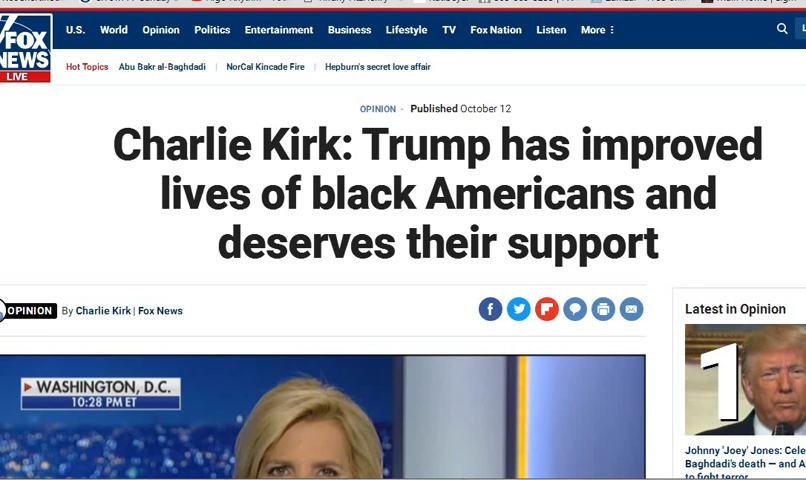 FOX
NEWS
LIVE
U.S. World Opinion Politics Entertainment Business Lifestyle TV Fox Nation Listen More
Hot Topics Abu Bakr al-Baghdadi | NorCal Kincade Fire | Hepburn's secret love affair
OPINION · Published October 12
Charlie Kirk: Trump has improved
lives of black Americans and
deserves their support
OPINION By Charlie Kirk | Fox News
Latest in Opinion
WASHINGTON, D.C.
10:28 PM ET
1
Johnny 'Joey' Jones: Cele
Baghdadi's death — and A
to fight terror